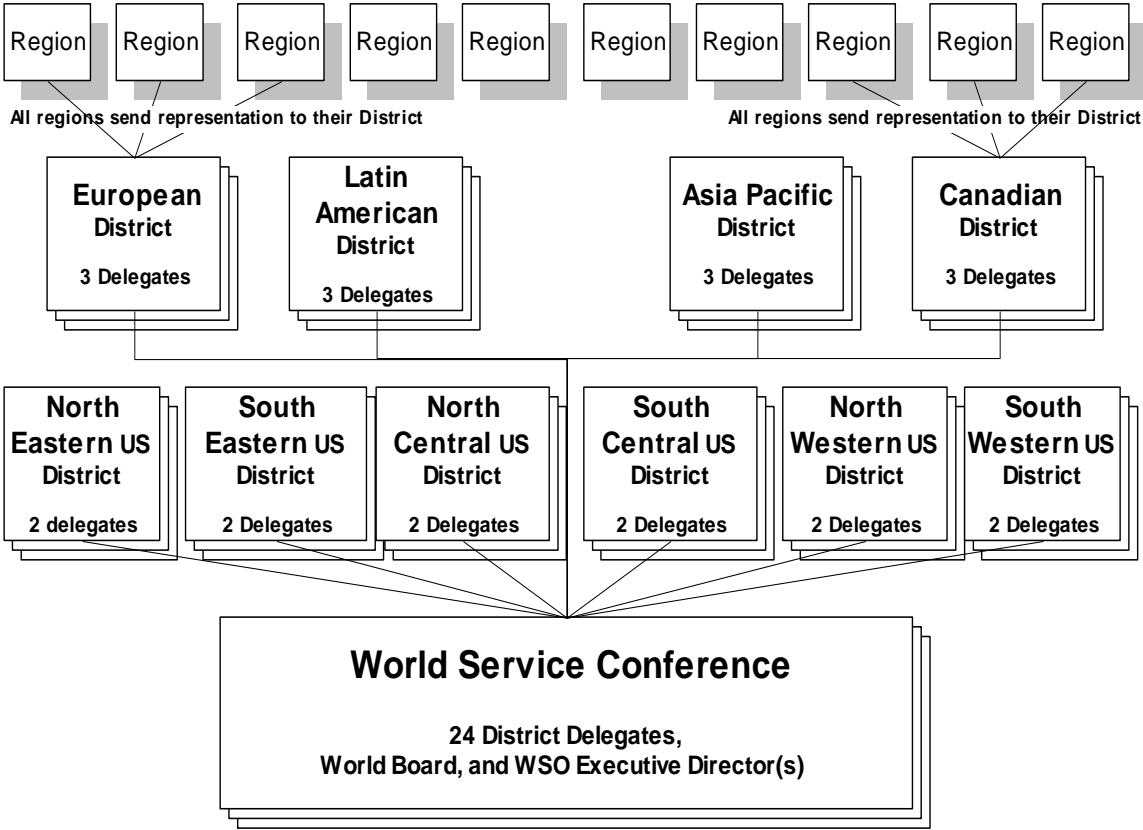 Region
Region
Region
Region
Region
Region
Region
Region
Region
Region
All regions send representation to their District
All regions send representation to their District
European
District
3 Delegates
Latin
American
District
3 Delegates
Asia Pacific
District
3 Delegates
Canadian
District
3 Delegates
North
Eastern US
District
2 delegates
South
Eastern US
District
2 Delegates
North
Central US
District
2 Delegates
South
Central US
District
2 Delegates
North
Western US
District
2 Delegates
South
Western US
District
2 Delegates
World Service Conference
24 District Delegates,
World Board, and WSO Executive Director(s)